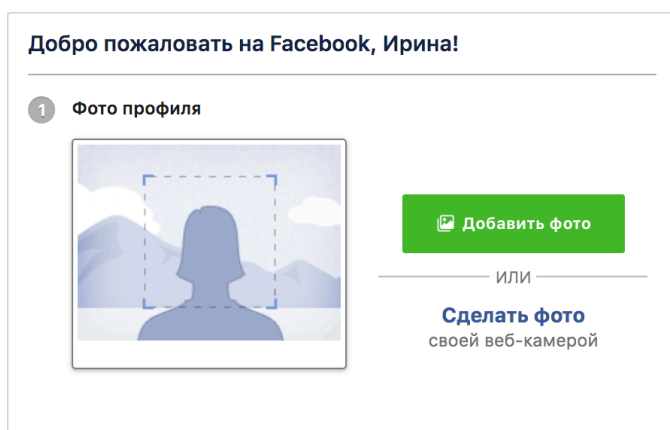 Добро пожаловать на Facebook, Ирина!
1 Фото профиля
Добавить фото
ИЛИ
Сделать фото
своей веб-камерой